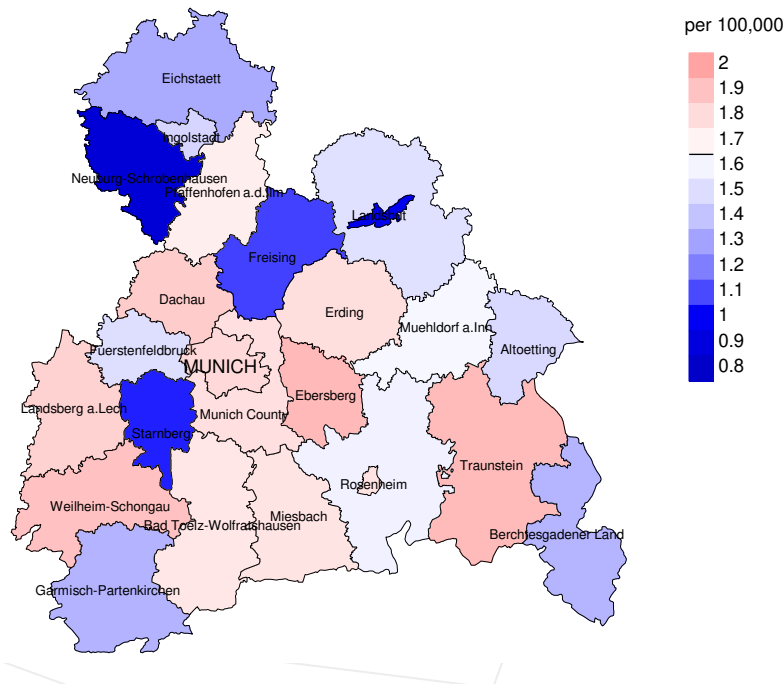 per 100,000
2
1.9
1.8
1.7
1.6
1.5
1.4
1.3
1.2
1.1
1
0.9
0.8
Eichstaett
Ingolstadt
Neuburg-Schrobenhausen
Pfaffenhofen a.d.Ilm
Landshut
Freising
Dachau
Erding
Muehldorf a.Inn
Fuerstenfeldbruck
Altoetting
MUNICH
Ebersberg
Landsberg a.Lech
Munich County
Starnberg
Traunstein
Rosenheim
Weilheim-Schongau
Miesbach
Bad Toelz-Wolfratshausen
Berchtesgadener Land
Garmisch-Partenkirchen